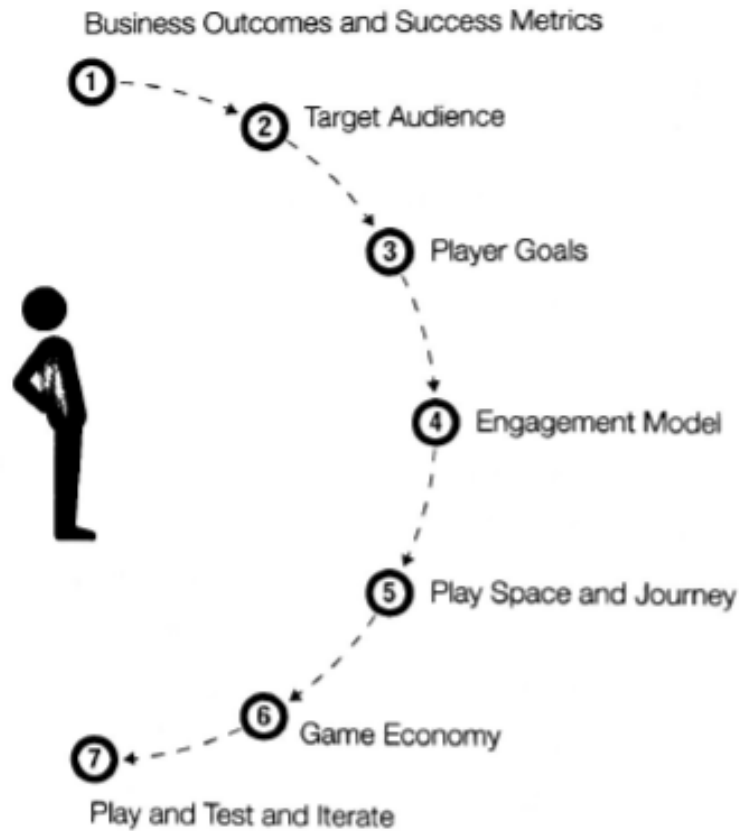 Business Outcomes and Success Metrics
1
2 Target Audience
3 Player Goals
4 Engagement Model
5 Play Space and Journey
6 Game Economy
7
Play and Test and Iterate